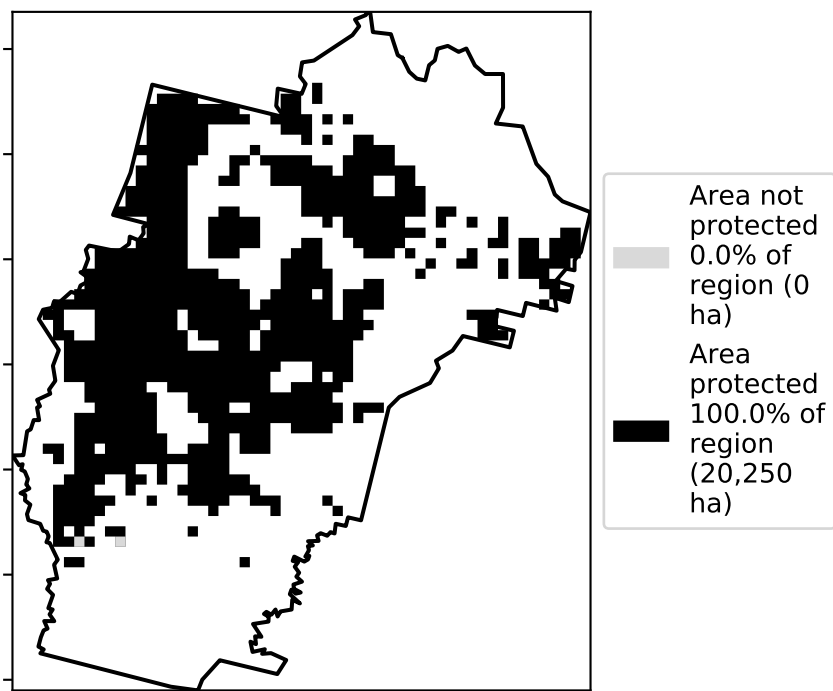 Area not
protected
0.0% of
region (0
ha)
Area
protected
100.0% of
region
(20,250
ha)